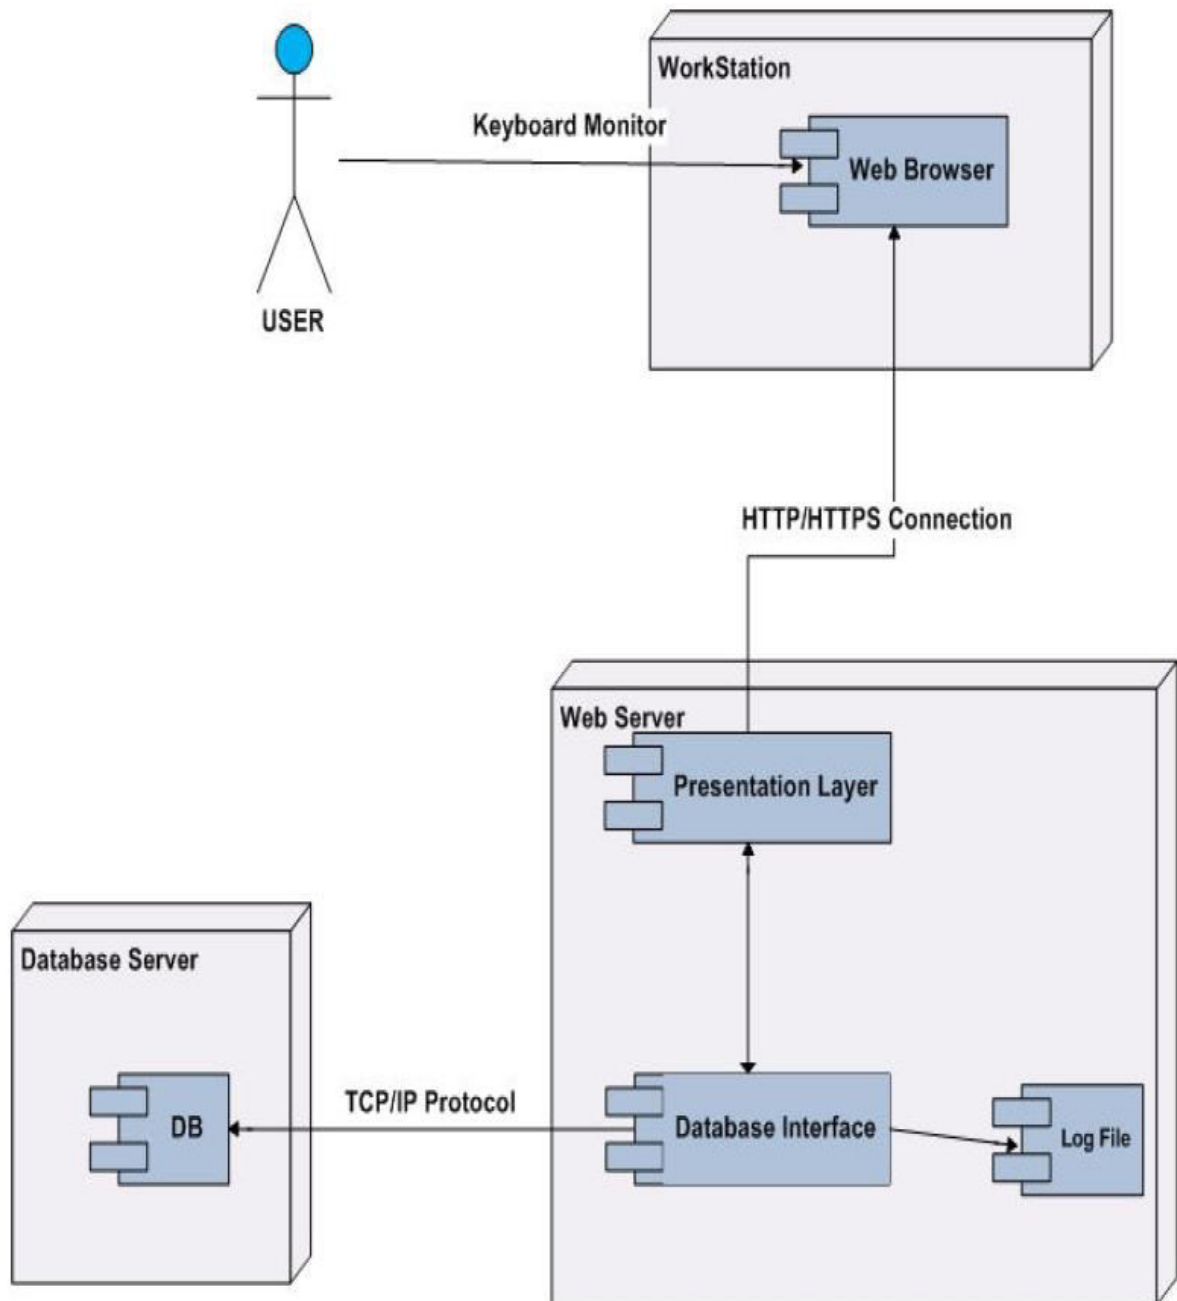 WorkStation
Keyboard Monitor
Web Browser
USER
HTTP/HTTPS Connection
Web Server
Presentation Layer
Database Server
TCP/IP Protocol
DB
Database Interface
Log File